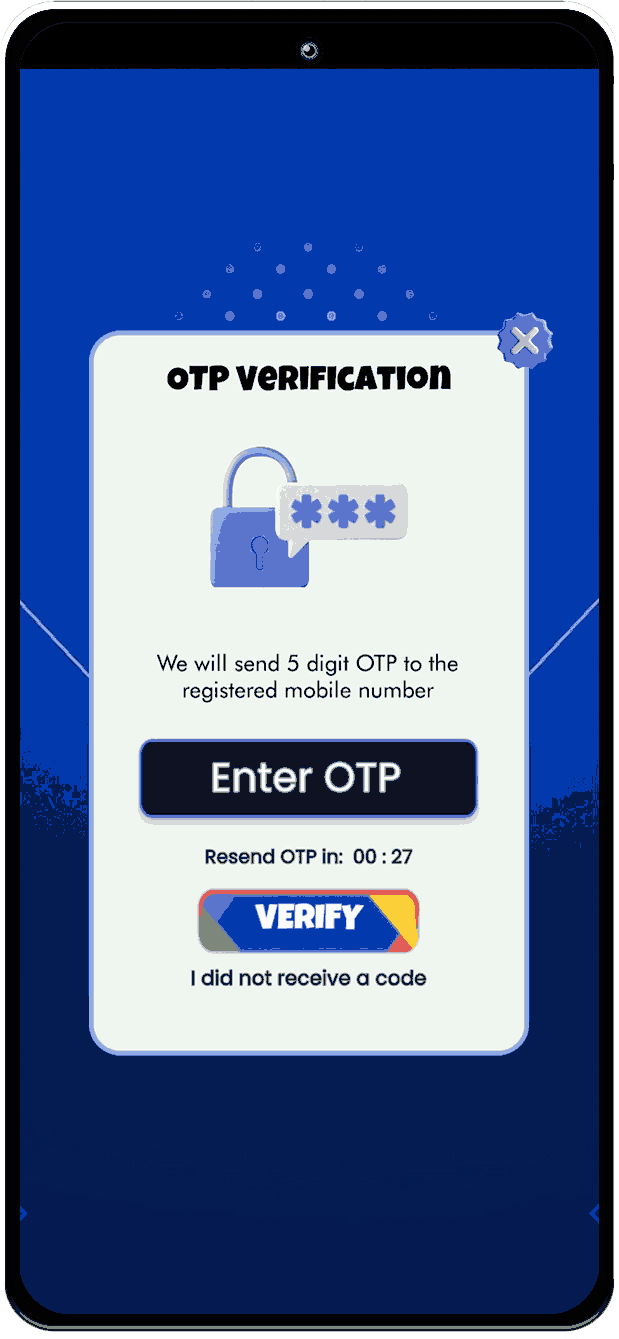 OTP VERIFICATION
***
We will send 5 digit OTP to the
registered mobile number
Enter OTP
Resend OTP in: 00 : 27
VERIFY
I did not receive a code